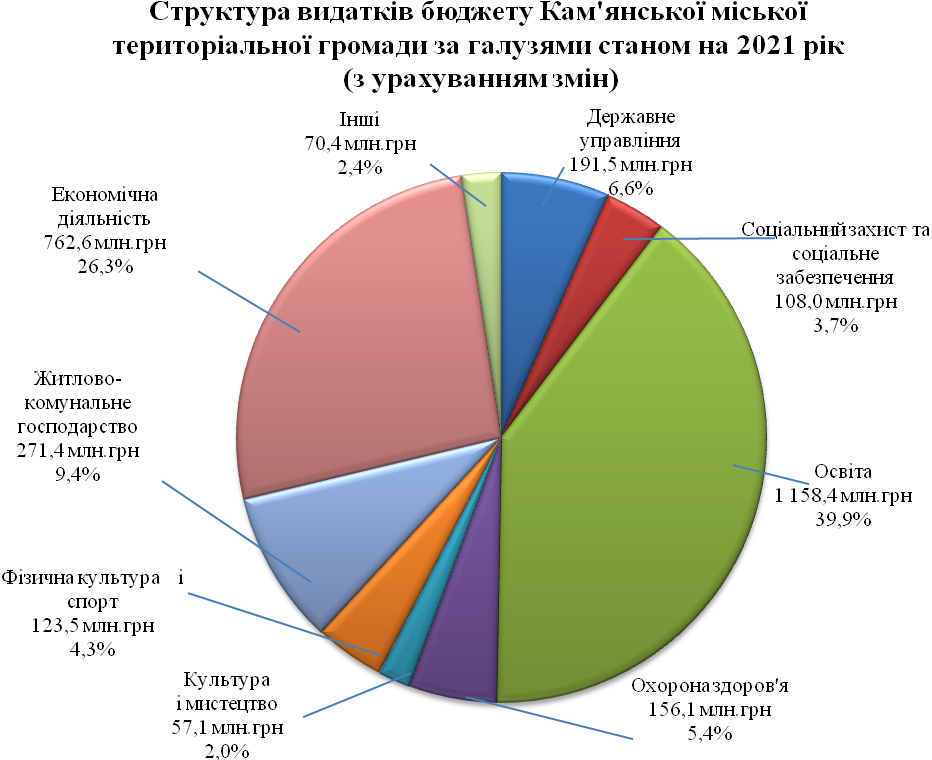 Структура видатків бюджету Кам'янської міської
територіальної громади за галузями станом на 2021 рік
(з урахуванням змін)
Державне
управління
191,5 млн.грн
6,6%
Соціальний захист та
соціальне
забезпечення
108,0 млн.грн
3,7%
Освіта
1 158,4 млн.грн
39,9%
Охорона здоров'я
156,1 млн.грн
5,4%
Культура
і мистецтво
57,1 млн.грн
2,0%
Фізична культура і
спорт
123,5 млн.грн
4,3%
Житлово-
комунальне
господарство
271,4 млн.грн
9,4%
Економічна
діяльність
762,6 млн.грн
26,3%
Інші
70,4 млн.грн
2,4%